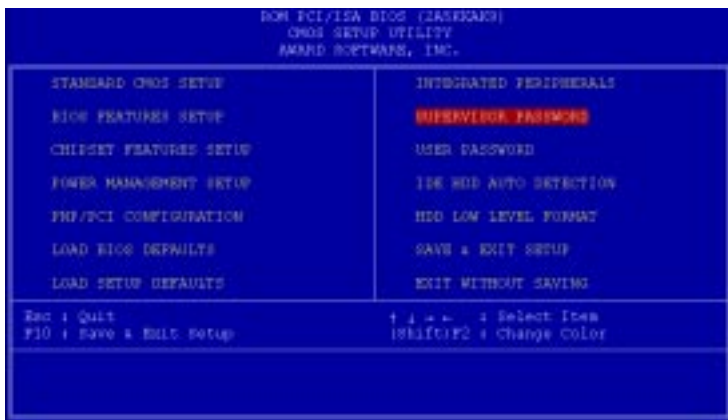 ROM PCI/ISA BIOS (2A5KKAK9)
CMOS SETUP UTILITY
AWARD SOFTWARE, INC.
STANDARD CMOS SETUP
BIOS FEATURES SETUP
CHIPSET FEATURES SETUP
POWER MANAGEMENT SETUP
PNP/PCI CONFIGURATION
LOAD BIOS DEFAULTS
LOAD SETUP DEFAULTS
INTEGRATED PERIPHERALS
SUPERVISOR PASSWORD
USER PASSWORD
IDE HDD AUTO DETECTION
HDD LOW LEVEL FORMAT
SAVE & EXIT SETUP
EXIT WITHOUT SAVING
Esc : Quit
F10 : Save & Exit Setup
↑ ↓ → ← : Select Item
(Shift)F2 : Change Color